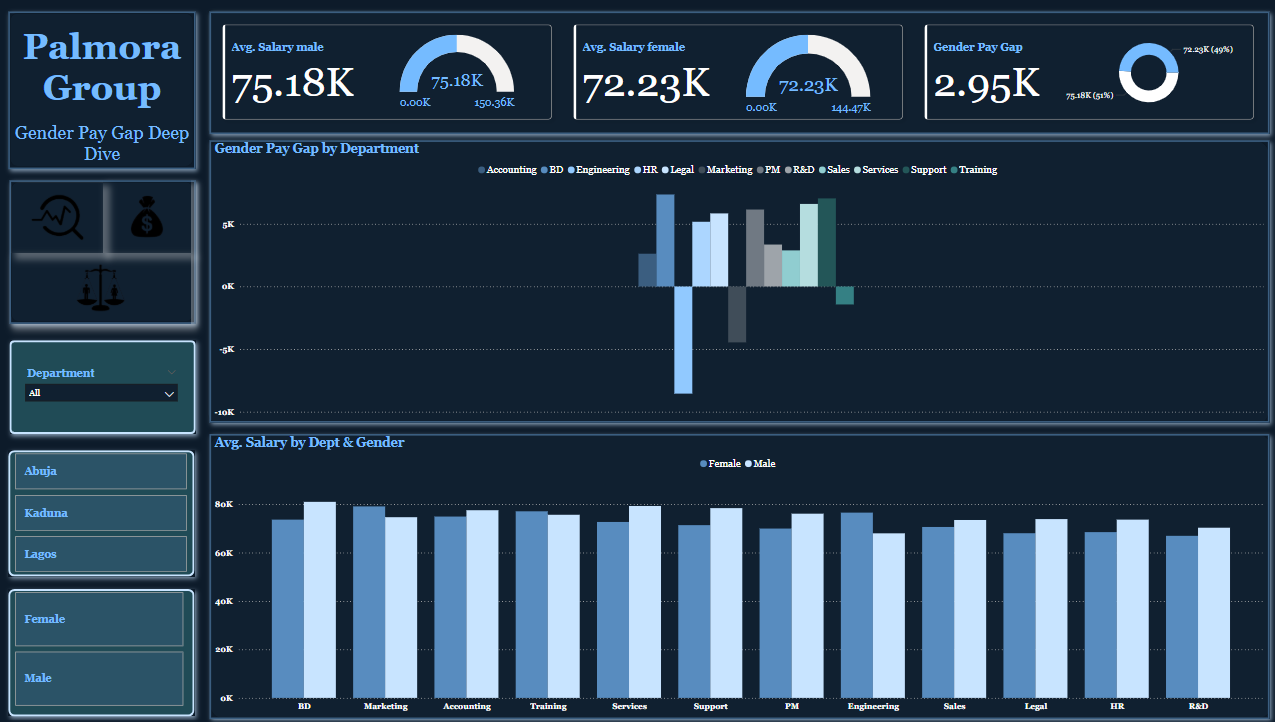 Palmora
Group
Gender Pay Gap Deep
Dive
Department
All
Abuja
Kaduna
Lagos
Female
Male
Avg. Salary male
75.18K
75.18K
0.00K
150.36K
Avg. Salary female
72.23K
72.23K
0.00K
144.47K
Gender Pay Gap
2.95K
72.23K (49%)
75.18K (51%)
Gender Pay Gap by Department
Accounting BD Engineering HR Legal Marketing PM R&D Sales Services Support Training
5K
0K
-5K
-10K
Avg. Salary by Dept & Gender
Female Male
80K
60K
40K
20K
0K
BD Marketing Accounting Training Services Support PM Engineering Sales Legal HR R&D